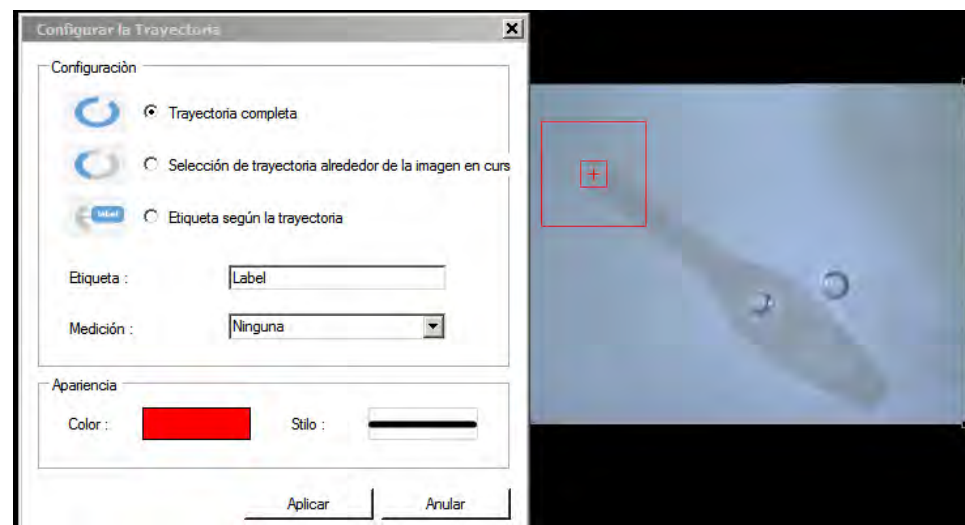 Configurar la Trayectoria
Configuraciòn
Trayectoria completa
Selección de trayectoria alrededor de la imagen en curs
label
Etiqueta según la trayectoria
Etiqueta :
Label
Medición :
Ninguna
Apariencia
Color :
Stilo :
Aplicar
Anular